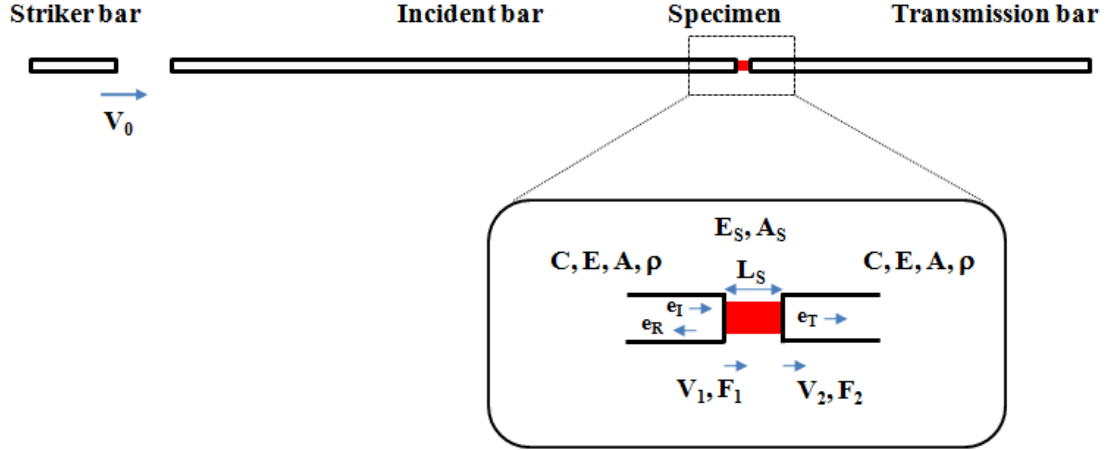 Striker bar Incident bar Specimen Transmission bar
V0
ES, AS
C, E, A, ρ LS C, E, A, ρ
eI
eR eT
V1, F1 V2, F2